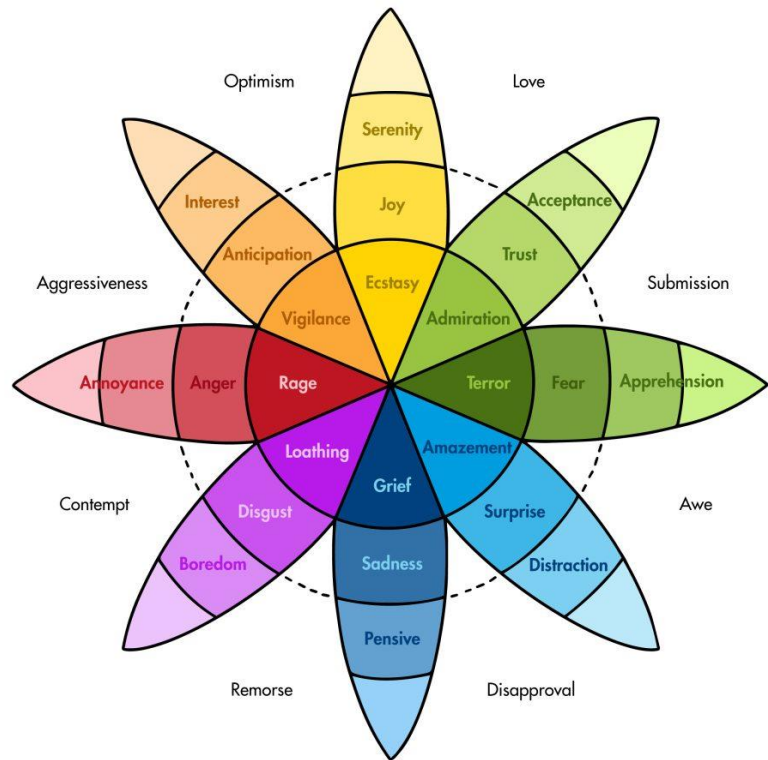 Optimism
Love
Serenity
Interest
Acceptance
Joy
Anticipation
Trust
Aggressiveness
Ecstasy
Submission
Vigilance
Admiration
Annoyance
Anger
Rage
Terror
Fear
Apprehension
Loathing
Amazement
Grief
Contempt
Disgust
Surprise
Awe
Boredom
Sadness
Distraction
Pensive
Remorse
Disapproval